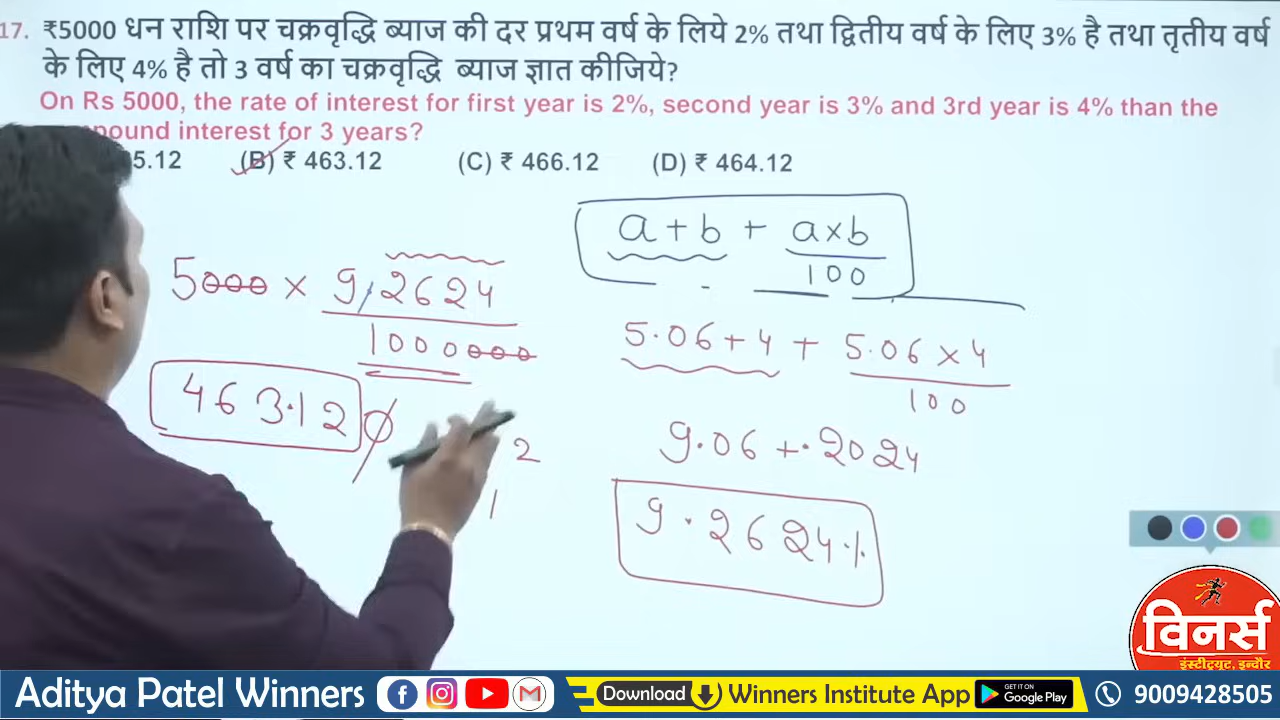 17. ₹5000 धन राशि पर चक्रवृद्धि ब्याज की दर प्रथम वर्ष के लिये 2% तथा द्वितीय वर्ष के लिए 3% है तथा तृतीय वर्ष
के लिए 4% है तो 3 वर्ष का चक्रवृद्धि ब्याज ज्ञात कीजिये?
On Rs 5000, the rate of interest for first year is 2%, second year is 3% and 3rd year is 4% than the
pound interest for 3 years?
5.12 (B) ₹ 463.12 (C) ₹ 466.12 (D) ₹ 464.12
a + b + a×b
100
5000 × 9,2624
1000000
5.06 + 4 + 5.06 × 4
100
463.120
9.06 + .2024
2
1
9.2624%
विनर्स
इंस्टीट्यूट, इन्दौर
Aditya Patel Winners f Download Winners Institute App GET IT ON Google Play 9009428505